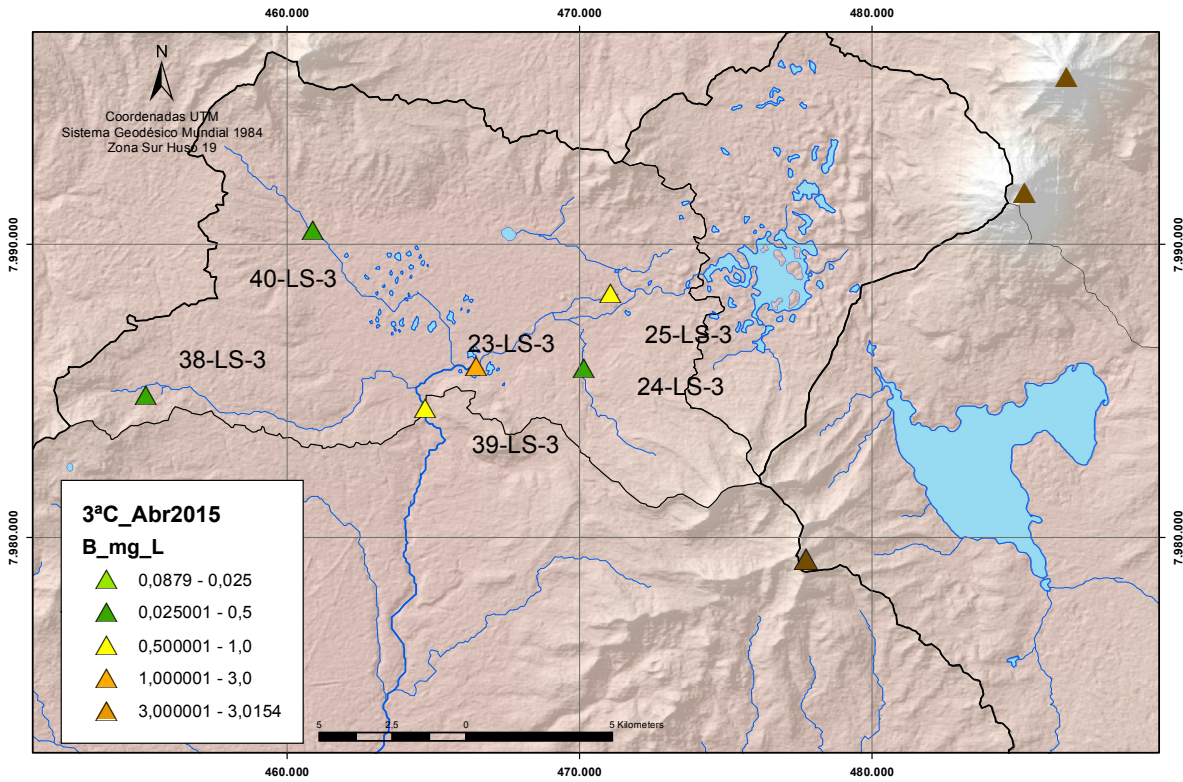 460.000
470.000
480.000
N
Coordenadas UTM
Sistema Geodésico Mundial 1984
Zona Sur Huso 19
7.990.000
7.990.000
40-LS-3
23-LS-3
25-LS-3
38-LS-3
24-LS-3
39-LS-3
7.980.000
7.980.000
3ªC_Abr2015
B_mg_L
0,0879 - 0,025
0,025001 - 0,5
0,500001 - 1,0
1,000001 - 3,0
3,000001 - 3,0154
5 2,5 0 5 Kilometers
460.000
470.000
480.000